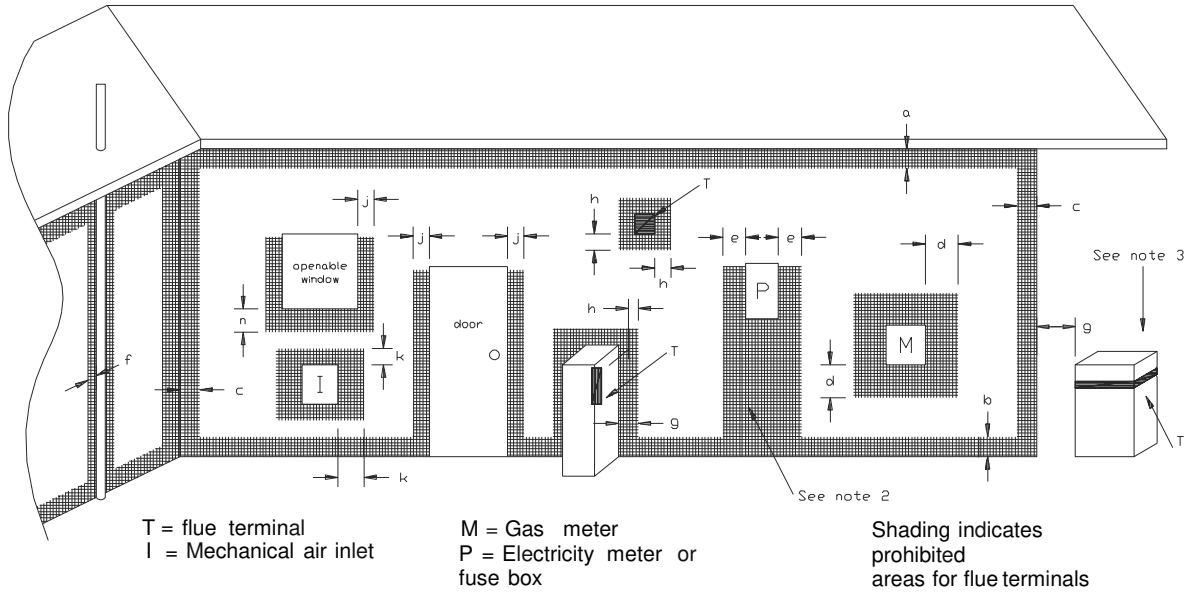 a
T
h
j
c
j
j
e
e
d
h
See note 3
openable
window
P
h
g
n
door
M
k
T
f
I
d
c
b
g
T
k
See note 2
T = flue terminal
I = Mechanical air inlet
M = Gas meter
P = Electricity meter or
fuse box
Shading indicates
prohibited
areas for flue terminals